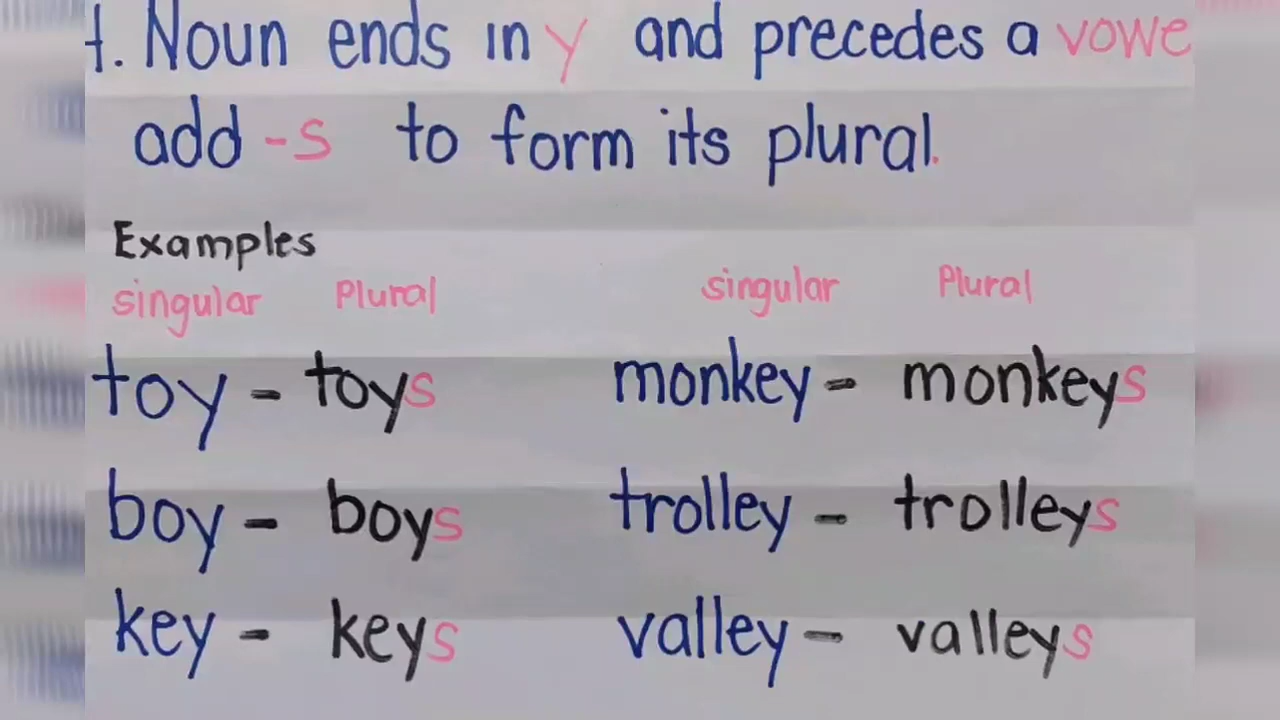 Noun ends in y and precedes a vowe
add -s to form its plural.
Examples
singular Plural singular Plural
toy - toys monkey - monkeys
boy - boys trolley - trolleys
key - keys valley - valleys